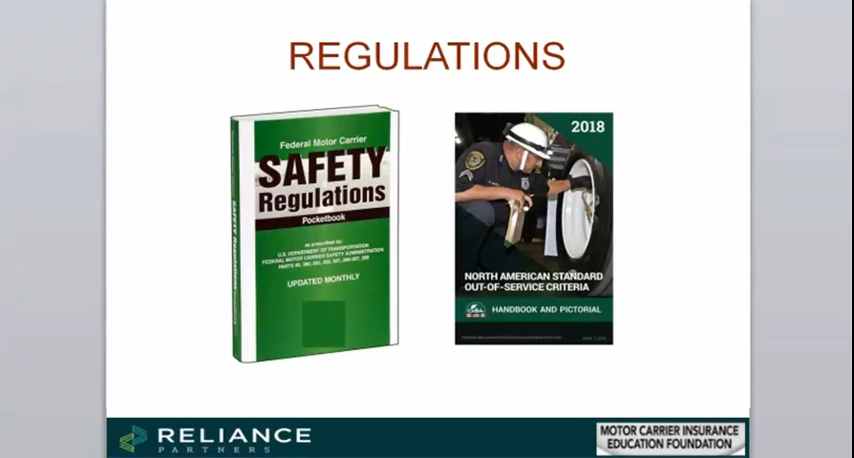 REGULATIONS
Federal Motor Carrier
SAFETY
Regulations
Pocketbook
as prescribed by:
U.S. DEPARTMENT OF TRANSPORTATION
FEDERAL MOTOR CARRIER SAFETY ADMINISTRATION
UPDATED MONTHLY
SAFETY Regulations
2018
NORTH AMERICAN STANDARD
OUT-OF-SERVICE CRITERIA
HANDBOOK AND PICTORIAL
RELIANCE
PARTNERS
MOTOR CARRIER INSURANCE
EDUCATION FOUNDATION